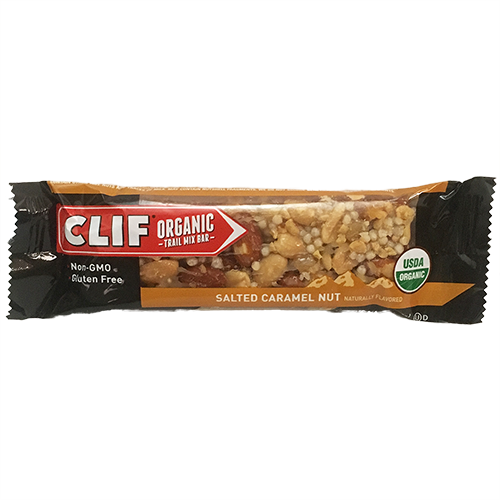 CLIF ORGANIC
TRAIL MIX BAR
Non-GMO
Gluten Free
USDA
ORGANIC
SALTED CARAMEL NUT NATURALLY FLAVORED
U D